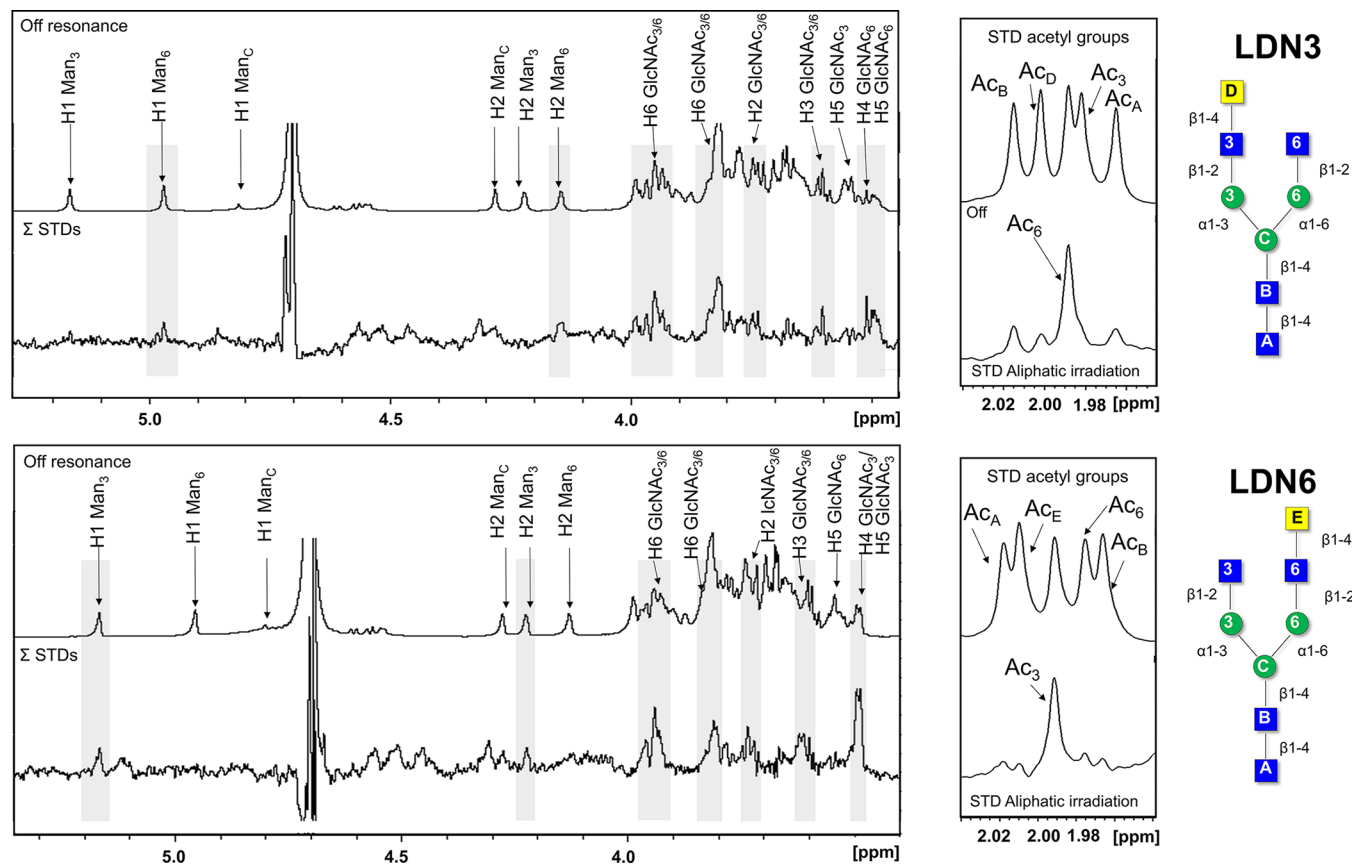 Off resonance
H1 Man3
H1 Man6
H1 ManC
H2 ManC
H2 Man3
H2 Man6
H6 GlcNAc3/6
H6 GlcNAc3/6
H2 GlcNAc3/6
H3 GlcNAc3/6
H5 GlcNAc3
H4 GlcNAc6
H5 GlcNAc6
Σ STDs
5.0 4.5 4.0 [ppm]
STD acetyl groups
AcB
AcD
Ac3
AcA
Off
Ac6
STD Aliphatic irradiation
2.02 2.00 1.98 [ppm]
LDN3
D
β1-4
3 6
β1-2 β1-2
3 6
α1-3 α1-6
C
β1-4
B
β1-4
A
Off resonance
H1 Man3
H1 Man6
H1 ManC
H2 ManC
H2 Man3
H2 Man6
H6 GlcNAc3/6
H6 GlcNAc3/6
H2 lcNAc3/6
H3 GlcNAc3/6
H5 GlcNAc6
H4 GlcNAc3/
H5 GlcNAc3
Σ STDs
5.0 4.5 4.0 [ppm]
STD acetyl groups
AcA
AcE
Ac6
AcB
Ac3
STD Aliphatic irradiation
2.02 2.00 1.98 [ppm]
LDN6
E
β1-4
3 6
β1-2 β1-2
3 6
α1-3 α1-6
C
β1-4
B
β1-4
A